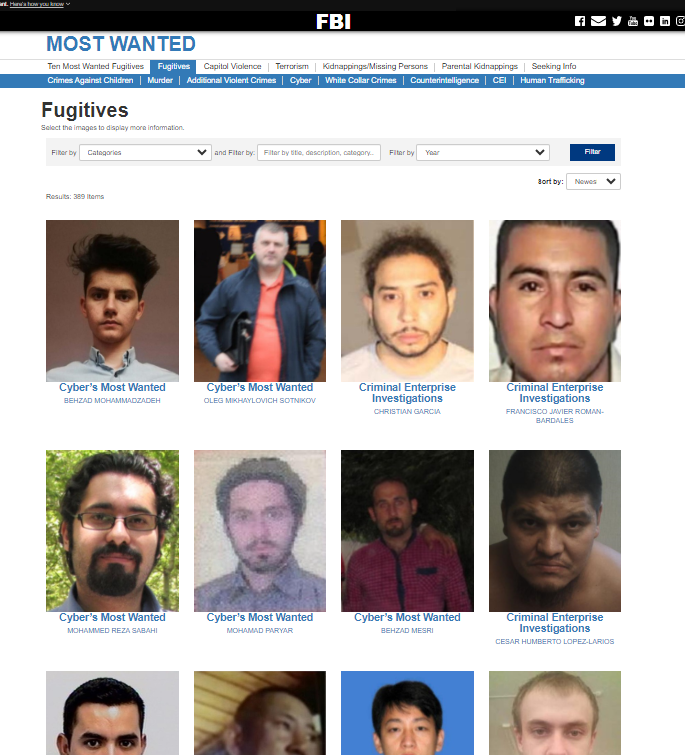 ent. Here's how you know
FBI
MOST WANTED
Ten Most Wanted Fugitives Fugitives Capitol Violence Terrorism Kidnappings/Missing Persons Parental Kidnappings Seeking Info
Crimes Against Children Murder Additional Violent Crimes Cyber White Collar Crimes Counterintelligence CEI Human Trafficking
Fugitives
Select the images to display more information.
Filter by Categories and Filter by: Filter by title, description, category... Filter by Year Filter
Sort by: Newes
Results: 389 Items
Cyber's Most Wanted Cyber's Most Wanted Criminal Enterprise Criminal Enterprise
Investigations Investigations
BEHZAD MOHAMMADZADEH OLEG MIKHAYLOVICH SOTNIKOV CHRISTIAN GARCIA FRANCISCO JAVIER ROMAN-
BARDALES
Cyber's Most Wanted Cyber's Most Wanted Cyber's Most Wanted Criminal Enterprise
Investigations
MOHAMMED REZA SABAHI MOHAMAD PARYAR BEHZAD MESRI CESAR HUMBERTO LOPEZ-LARIOS